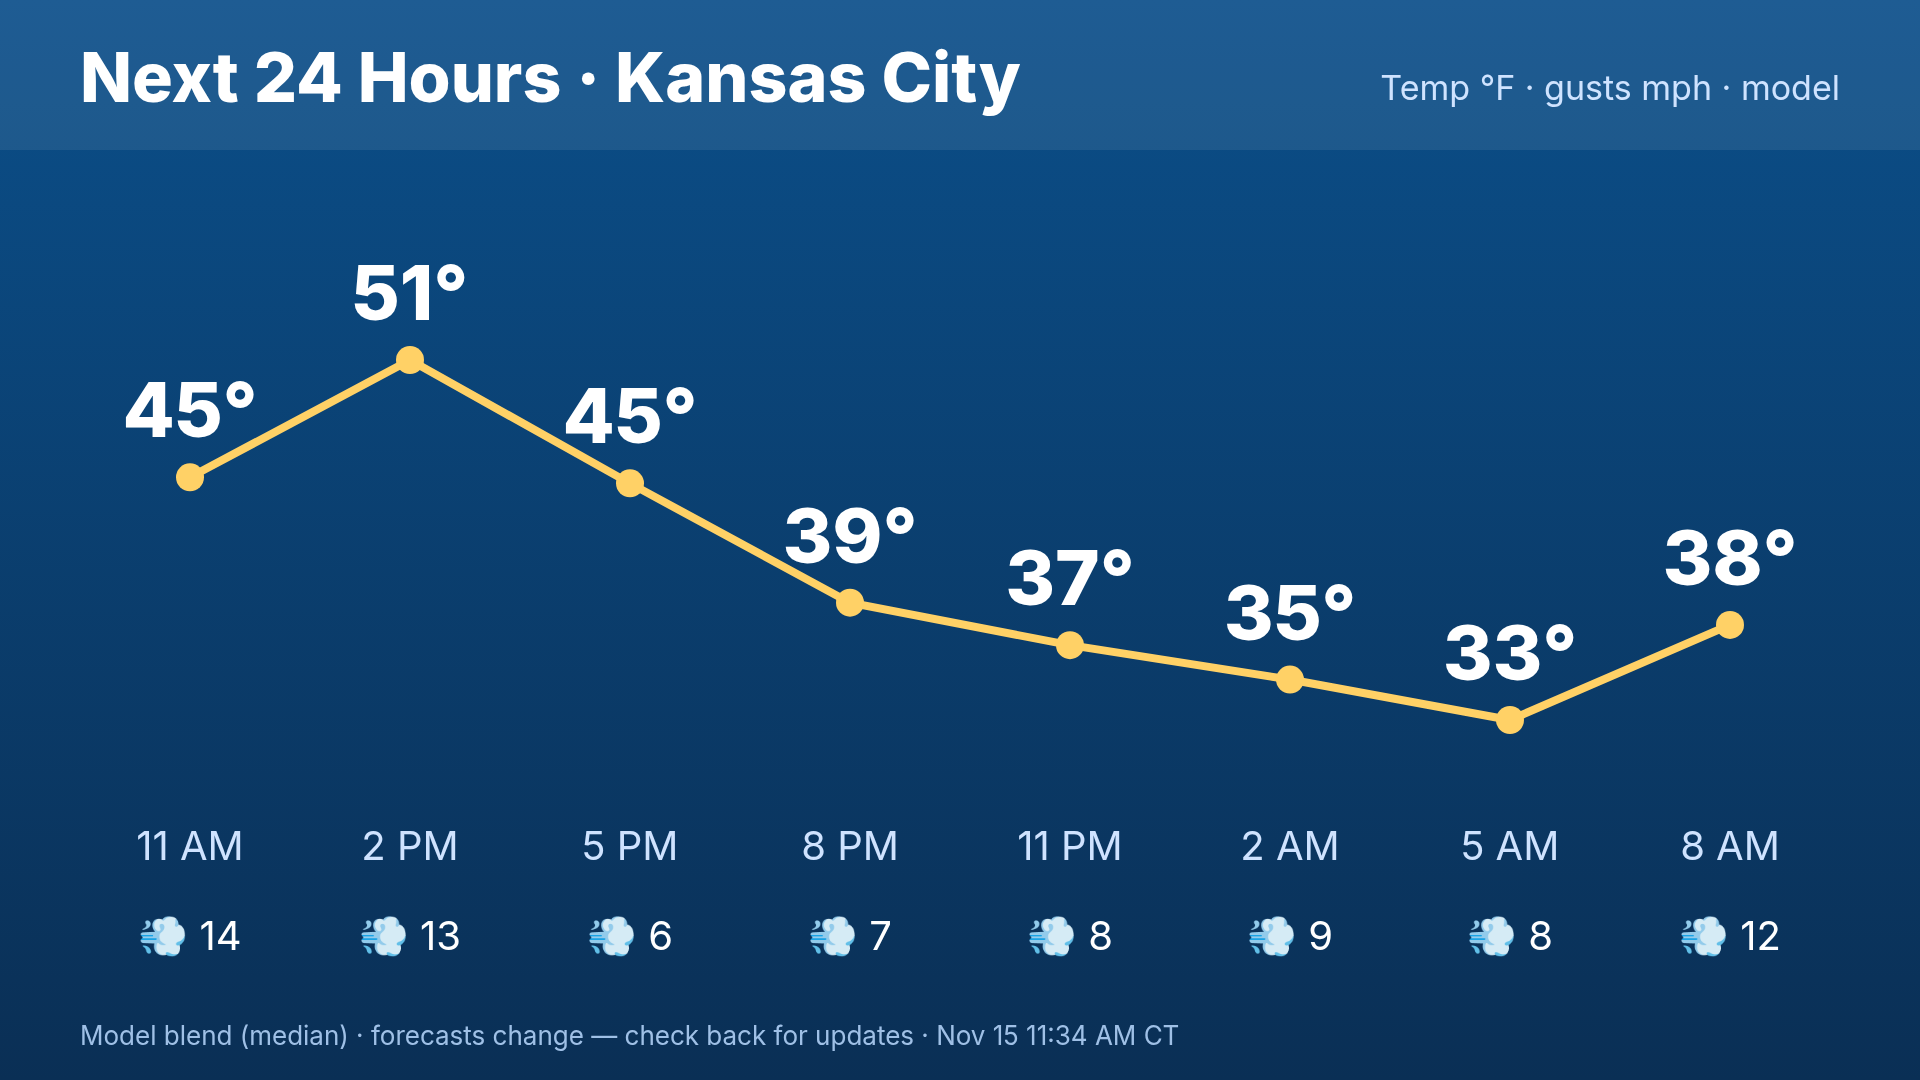 Next 24 Hours · Kansas City
Temp °F · gusts mph · model
45° 51° 45° 39° 37° 35° 33° 38°
11 AM 2 PM 5 PM 8 PM 11 PM 2 AM 5 AM 8 AM
14 13 6 7 8 9 8 12
Model blend (median) · forecasts change — check back for updates · Nov 15 11:34 AM CT